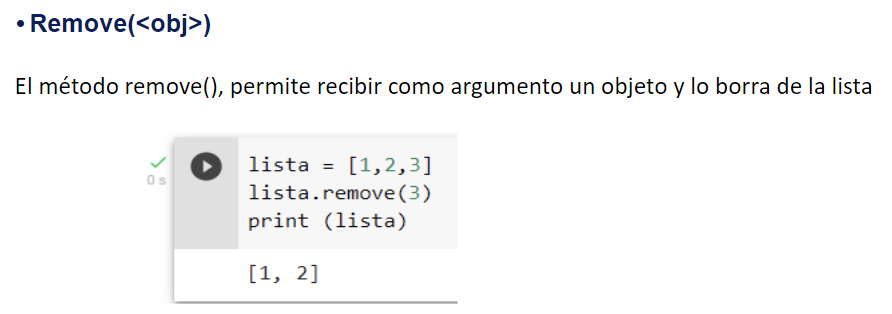 • Remove(<obj>)
El método remove(), permite recibir como argumento un objeto y lo borra de la lista
lista = [1,2,3]
0 s
lista.remove(3)
print (lista)
[1, 2]